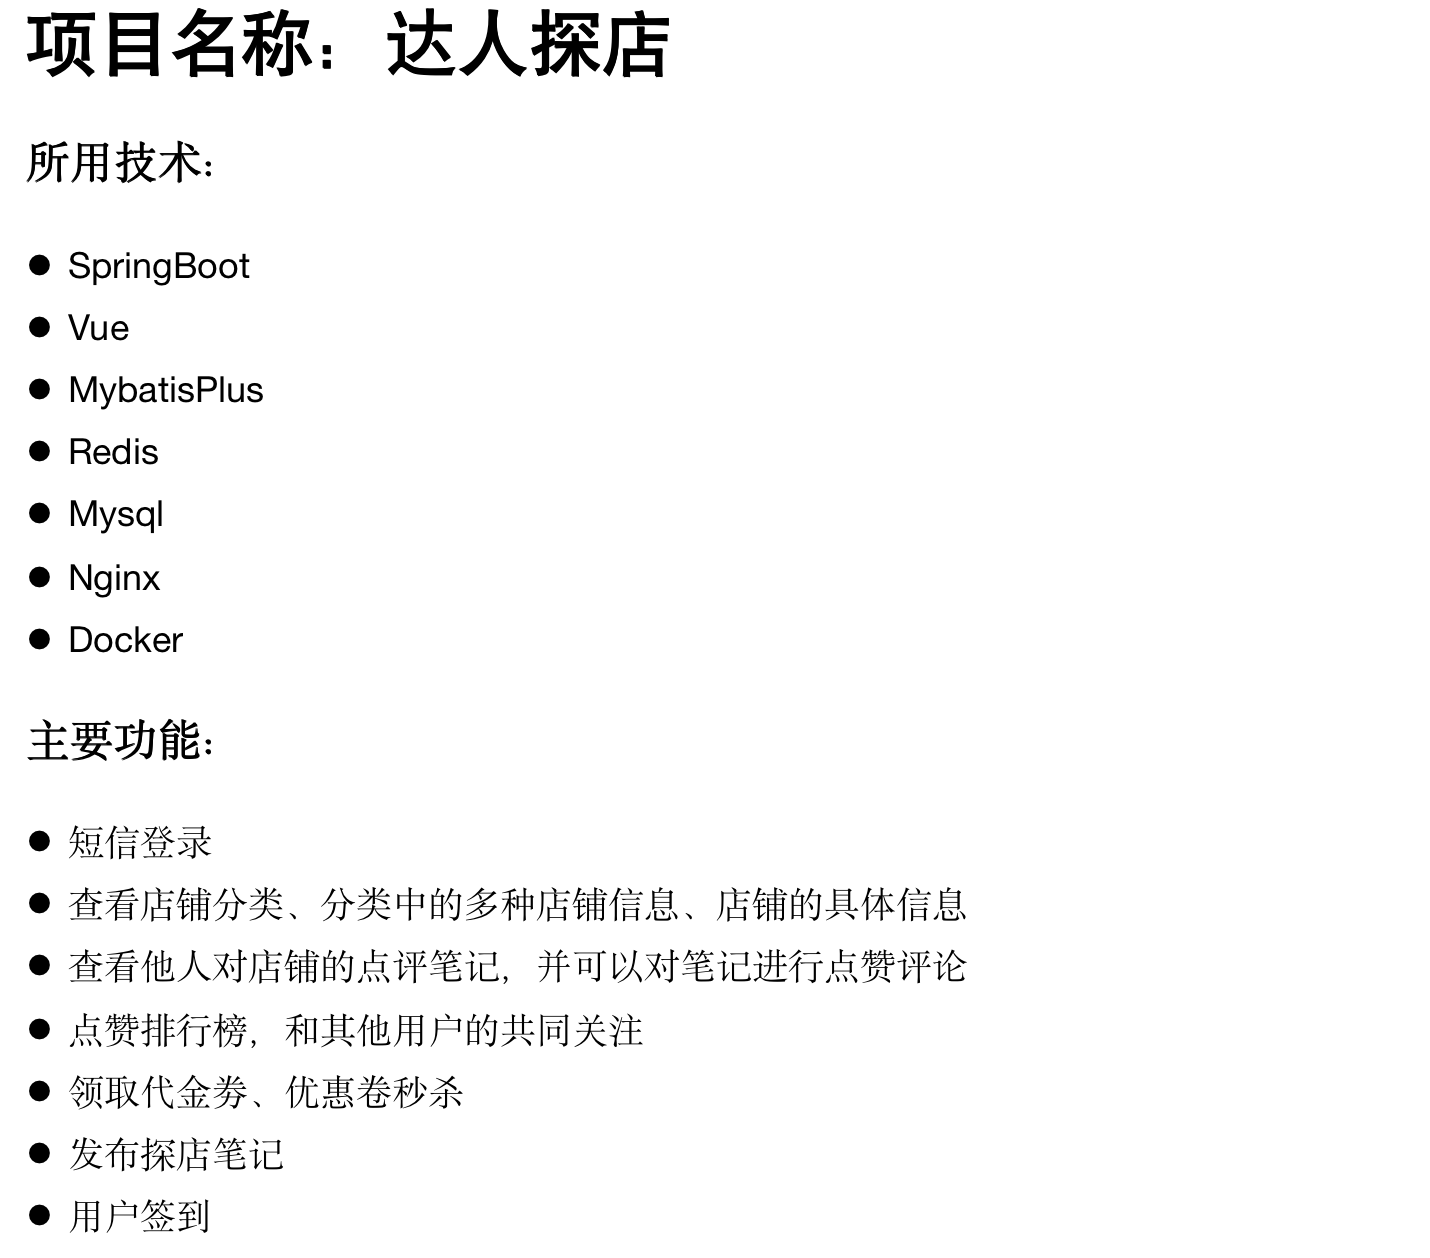 项目名称：达人探店
所用技术：
● SpringBoot
● Vue
● MybatisPlus
● Redis
● Mysql
● Nginx
● Docker
主要功能：
● 短信登录
● 查看店铺分类、分类中的多种店铺信息、店铺的具体信息
● 查看他人对店铺的点评笔记，并可以对笔记进行点赞评论
● 点赞排行榜，和其他用户的共同关注
● 领取代金劵、优惠卷秒杀
● 发布探店笔记
● 用户签到